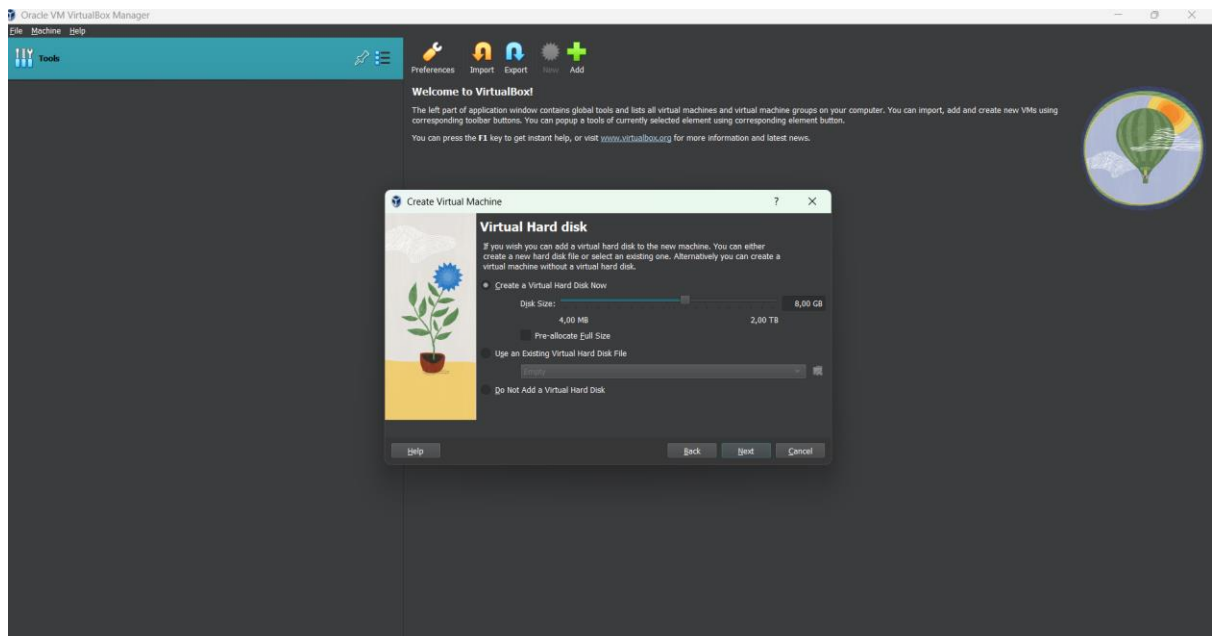 Oracle VM VirtualBox Manager
File Machine Help
Tools
Preferences Import Export New Add
Welcome to VirtualBox!
The left part of application window contains global tools and lists all virtual machines and virtual machine groups on your computer. You can import, add and create new VMs using
corresponding toolbar buttons. You can popup a tools of currently selected element using corresponding element button.
You can press the F1 key to get instant help, or visit www.virtualbox.org for more information and latest news.
Create Virtual Machine
Virtual Hard disk
If you wish you can add a virtual hard disk to the new machine. You can either
create a new hard disk file or select an existing one. Alternatively you can create a
virtual machine without a virtual hard disk.
Create a Virtual Hard Disk Now
Disk Size: 8,00 GB
4,00 MB 2,00 TB
Pre-allocate Full Size
Use an Existing Virtual Hard Disk File
Empty
Do Not Add a Virtual Hard Disk
Help Back Next Cancel